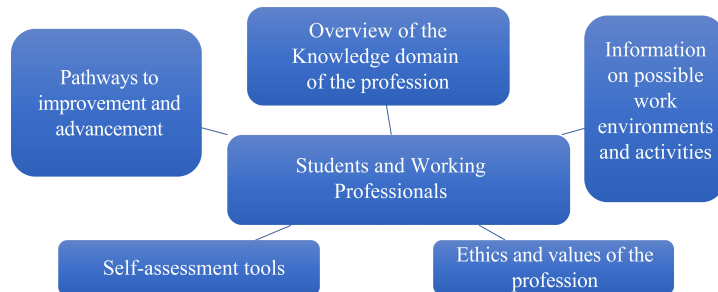 Overview of the
Knowledge domain
of the profession
Pathways to
improvement and
advancement
Information
on possible
work
environments
and activities
Students and Working
Professionals
Self-assessment tools
Ethics and values of the
profession